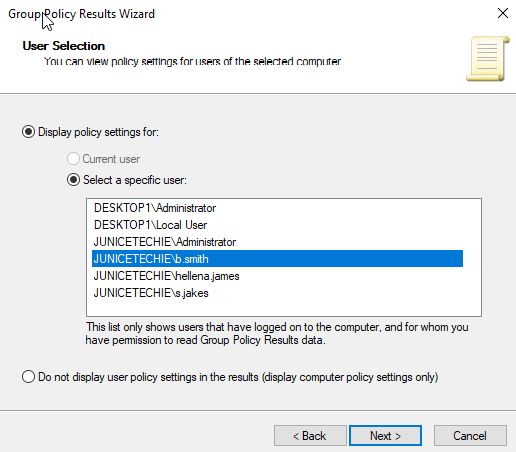 Group Policy Results Wizard
User Selection
You can view policy settings for users of the selected computer
Display policy settings for:
Current user
Select a specific user:
DESKTOP1\Administrator
DESKTOP1\Local User
JUNICETECHIE\Administrator
JUNICETECHIE\b.smith
JUNICETECHIE\hellena.james
JUNICETECHIE\s.jakes
This list only shows users that have logged on to the computer, and for whom you
have permission to read Group Policy Results data.
Do not display user policy settings in the results (display computer policy settings only)
< Back
Next >
Cancel